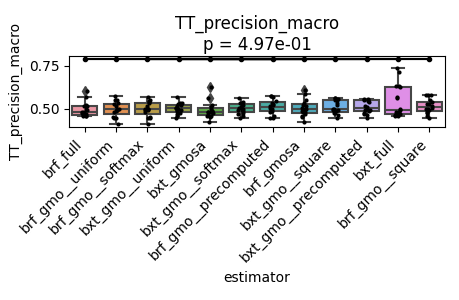 TT_precision_macro
p = 4.97e-01
TT_precision_macro
0.75
0.50
brf_full
brf_gmo__uniform
brf_gmo__softmax
bxt_gmo__uniform
bxt_gmosa
bxt_gmo__softmax
brf_gmo__precomputed
brf_gmosa
bxt_gmo__square
bxt_gmo__precomputed
bxt_full
brf_gmo__square
estimator